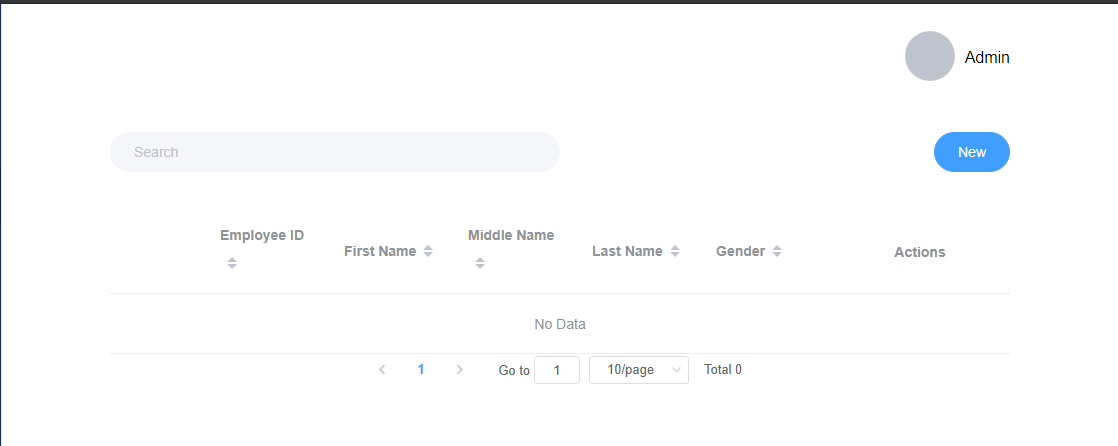 Admin
Search
New
Employee ID
First Name
Middle Name
Last Name
Gender
Actions
No Data
1
Go to
1
10/page
Total 0